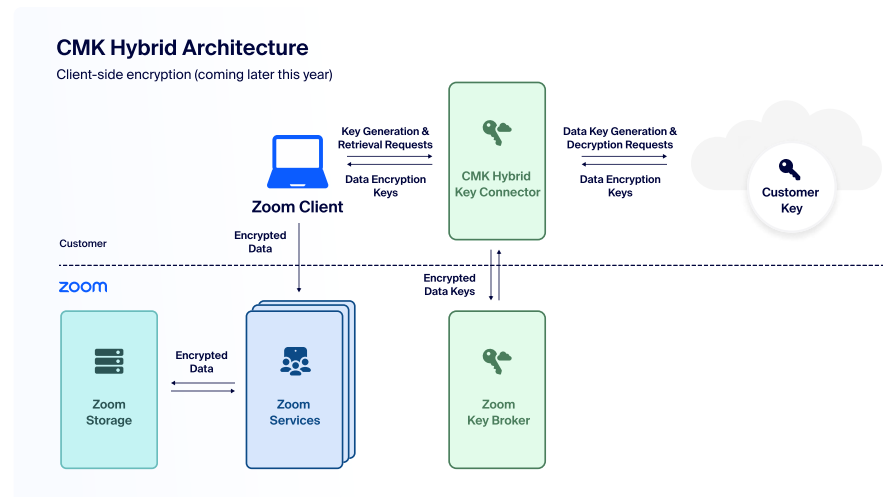 CMK Hybrid Architecture
Client-side encryption (coming later this year)
Key Generation &
Retrieval Requests
Data Encryption
Keys
Zoom Client
CMK Hybrid
Key Connector
Data Key Generation &
Decryption Requests
Data Encryption
Keys
Customer
Key
Customer
Encrypted
Data
zoom
Encrypted
Data Keys
Zoom
Storage
Encrypted
Data
Zoom
Services
Zoom
Key Broker